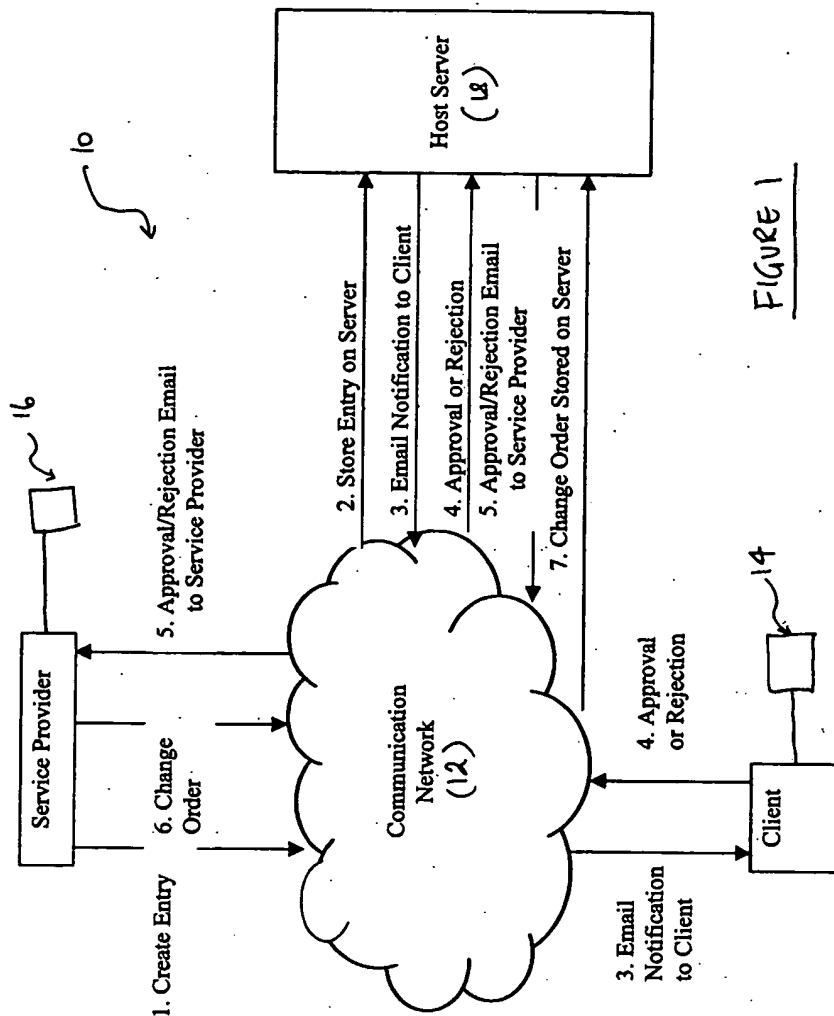 10
16
Service Provider
1. Create Entry
6. Change
Order
5. Approval/Rejection Email
to Service Provider
Communication
Network
(12)
2. Store Entry on Server
3. Email Notification to Client
4. Approval or Rejection
5. Approval/Rejection Email
to Service Provider
7. Change Order Stored on Server
Host Server
(18)
3. Email
Notification
to Client
4. Approval
or Rejection
Client
14
FIGURE 1